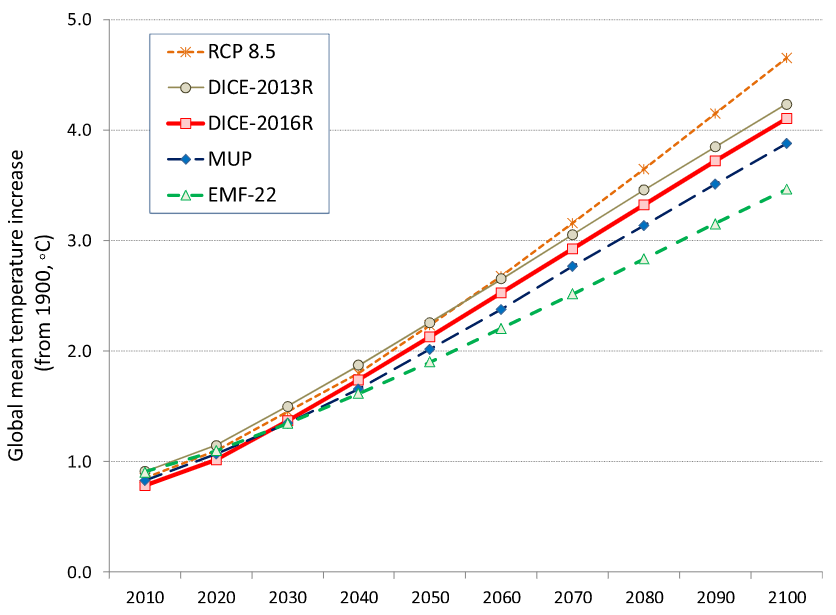 5.0
4.0
3.0
2.0
1.0
0.0
Global mean temperature increase
(from 1900, °C)
RCP 8.5
DICE-2013R
DICE-2016R
MUP
EMF-22
2010 2020 2030 2040 2050 2060 2070 2080 2090 2100